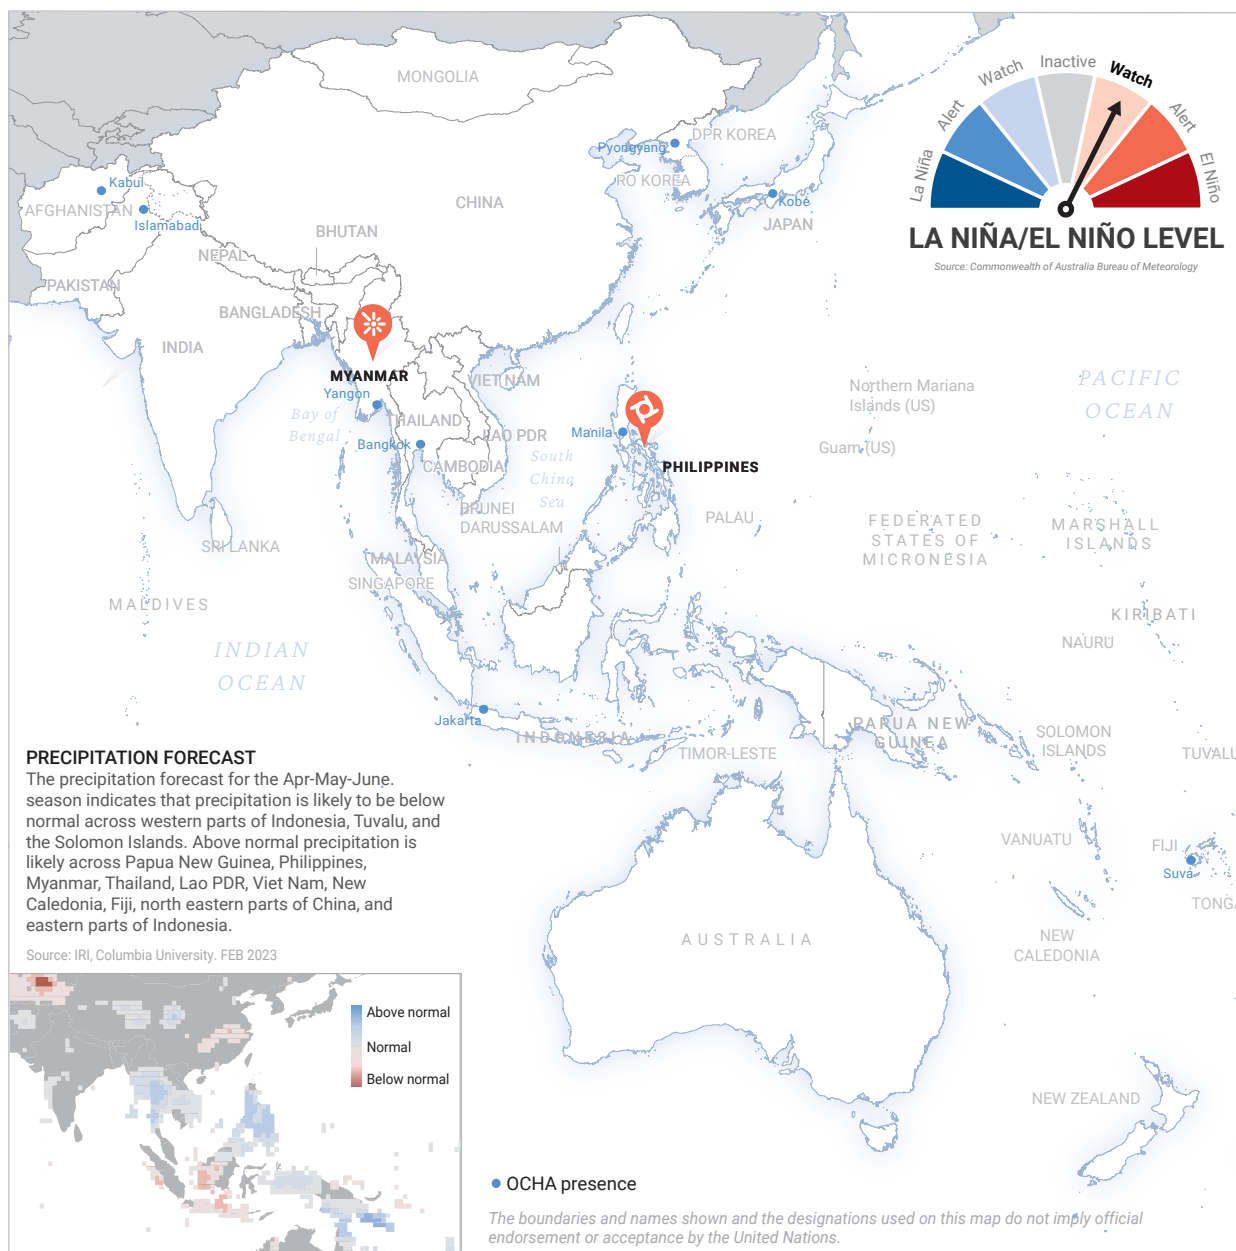 MONGOLIA
DPR KOREA
Pyongyang
RO KOREA
Kabul
AFGHANISTAN
Islamabad
CHINA
Kobe
JAPAN
BHUTAN
NEPAL
PAKISTAN
BANGLADESH
INDIA
MYANMAR
Yangon
VIET NAM
Bay of
Bengal
THAILAND
Bangkok
LAO PDR
CAMBODIA
South
China
Sea
Manila
PHILIPPINES
Northern Mariana
Islands (US)
Guam (US)
PACIFIC
OCEAN
BRUNEI
DARUSSALAM
PALAU
FEDERATED
STATES OF
MICRONESIA
MARSHALL
ISLANDS
SRI LANKA
MALAYSIA
SINGAPORE
MALDIVES
KIRIBATI
NAURU
INDIAN
OCEAN
Jakarta
INDONESIA
TIMOR-LESTE
PAPUA NEW
GUINEA
SOLOMON
ISLANDS
TUVALU
VANUATU
FIJI
Suva
TONGA
NEW
CALEDONIA
AUSTRALIA
NEW ZEALAND
La Niña
Alert
Watch
Inactive
Watch
Alert
El Niño
LA NIÑA/EL NIÑO LEVEL
Source: Commonwealth of Australia Bureau of Meteorology
PRECIPITATION FORECAST
The precipitation forecast for the Apr-May-June.
season indicates that precipitation is likely to be below
normal across western parts of Indonesia, Tuvalu, and
the Solomon Islands. Above normal precipitation is
likely across Papua New Guinea, Philippines,
Myanmar, Thailand, Lao PDR, Viet Nam, New
Caledonia, Fiji, north eastern parts of China, and
eastern parts of Indonesia.
Source: IRI, Columbia University. FEB 2023
Above normal
Normal
Below normal
OCHA presence
The boundaries and names shown and the designations used on this map do not imply official
endorsement or acceptance by the United Nations.